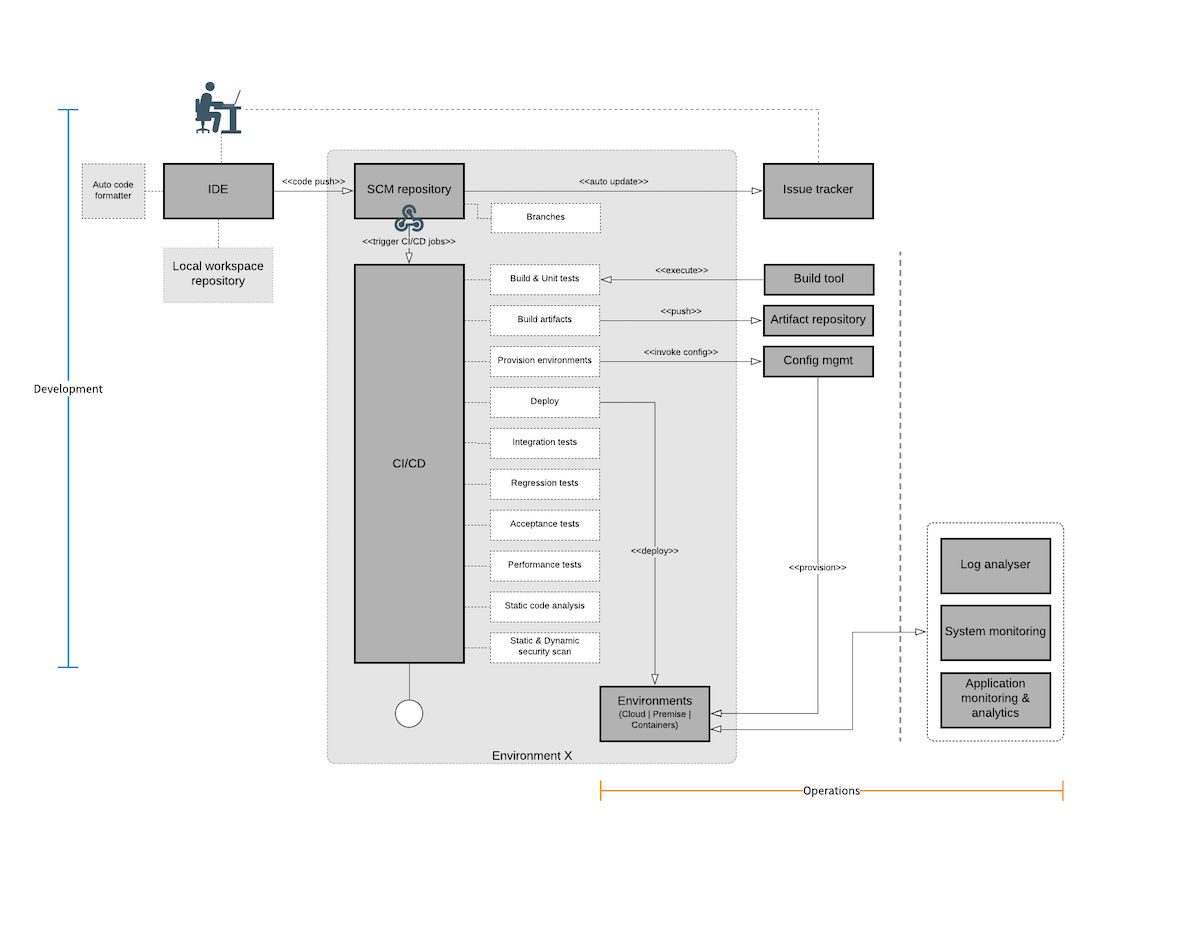 Auto code
formatter
IDE
<<code push>>
SCM repository
<<auto update>>
Issue tracker
Branches
<<trigger CI/CD jobs>>
Local workspace
repository
Build & Unit tests
<<execute>>
Build tool
Build artifacts
<<push>>
Artifact repository
Provision environments
<<invoke config>>
Config mgmt
Development
Deploy
Integration tests
CI/CD
Regression tests
Acceptance tests
<<deploy>>
<<provision>>
Performance tests
Static code analysis
Static & Dynamic
security scan
Log analyser
System monitoring
Application
monitoring &
analytics
Environments
(Cloud | Premise |
Containers)
Environment X
Operations